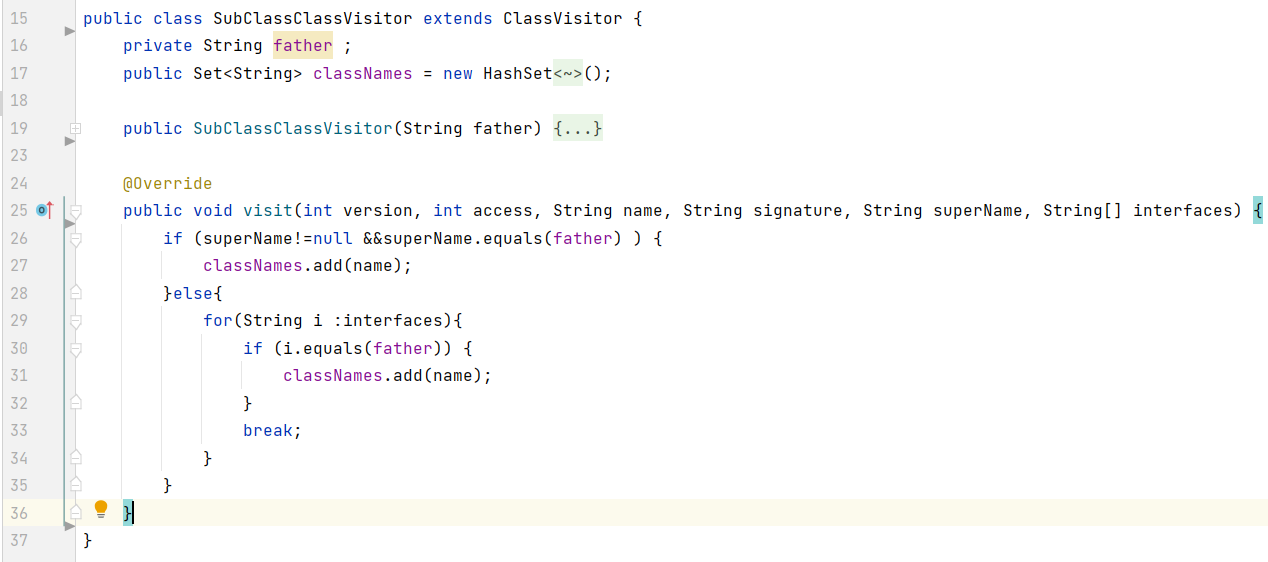 15 public class SubClassClassVisitor extends ClassVisitor {
16 private String father ;
17 public Set<String> classNames = new HashSet<~>();
18
19 public SubClassClassVisitor(String father) {...}
23
24 @Override
25 public void visit(int version, int access, String name, String signature, String superName, String[] interfaces) {
26 if (superName!=null &&superName.equals(father) ) {
27 classNames.add(name);
28 }else{
29 for(String i :interfaces){
30 if (i.equals(father)) {
31 classNames.add(name);
32 }
33 break;
34 }
35 }
36 }
37 }